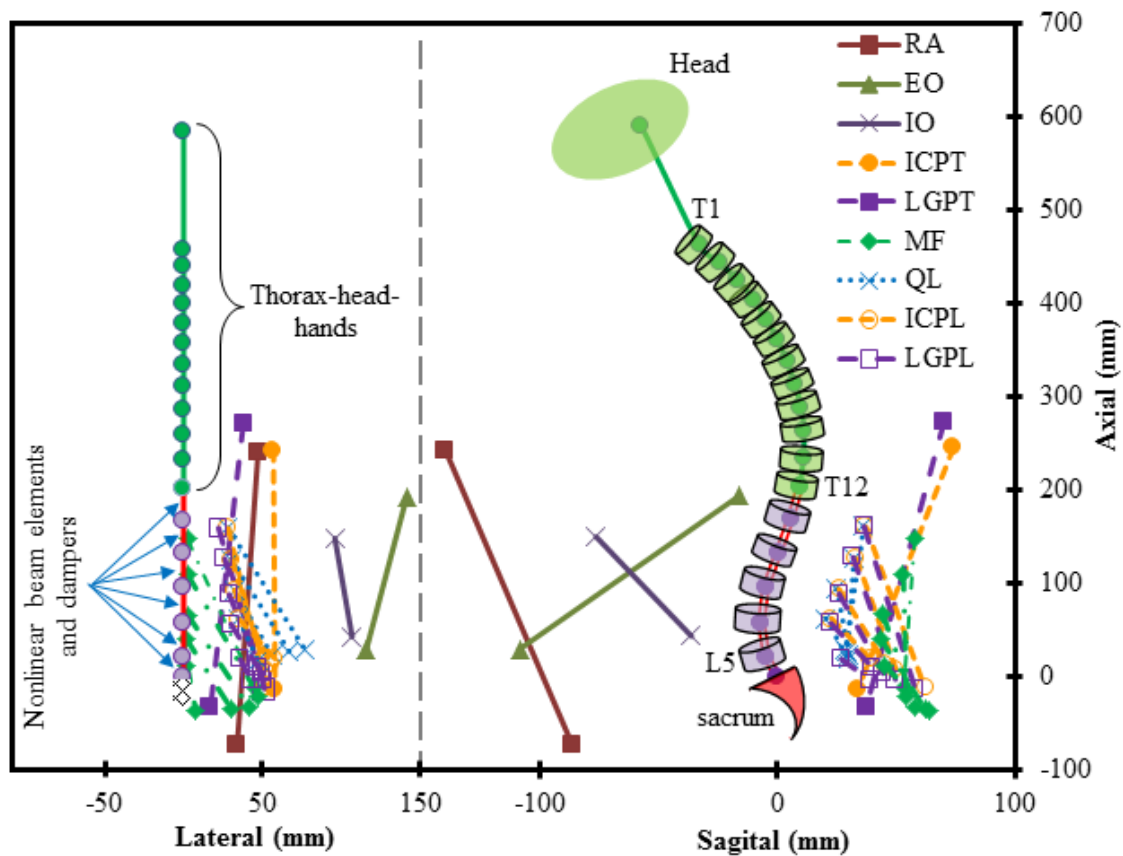 700
RA
Head
EO
600
IO
ICPT
T1
LGPT
500
MF
QL
Thorax-head-
hands
ICPL
400
LGPL
Axial (mm)
300
Nonlinear beam elements
and dampers
T12
200
100
L5
0
sacrum
-100
-50
50
150
-100
0
100
Lateral (mm)
Sagital (mm)